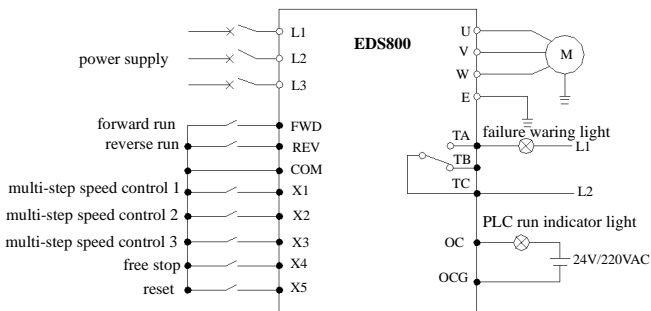 L1
U
EDS800
V
M
power supply
L2
W
L3
E
forward run
FWD
TA
failure waring light
reverse run
REV
L1
TB
COM
multi-step speed control 1
X1
TC
L2
multi-step speed control 2
X2
PLC run indicator light
multi-step speed control 3
X3
OC
24V/220VAC
free stop
X4
OCG
reset
X5